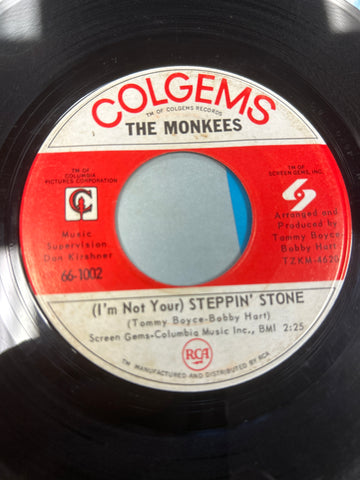 COLGEMS
TM OF COLGEMS RECORDS
THE MONKEES
TM OF
COLUMBIA
PICTURES CORPORATION
TM OF
SCREEN GEMS, INC.
Music
Supervision
Don Kirshner
66-1002
Arranged and
Produced by
Tommy Boyce
Bobby Hart
TZKM-4620
(I'm Not Your) STEPPIN' STONE
(Tommy Boyce-Bobby Hart)
Screen Gems-Columbia Music Inc., BMI 2:25
RCA
TM MANUFACTURED AND DISTRIBUTED BY RCA